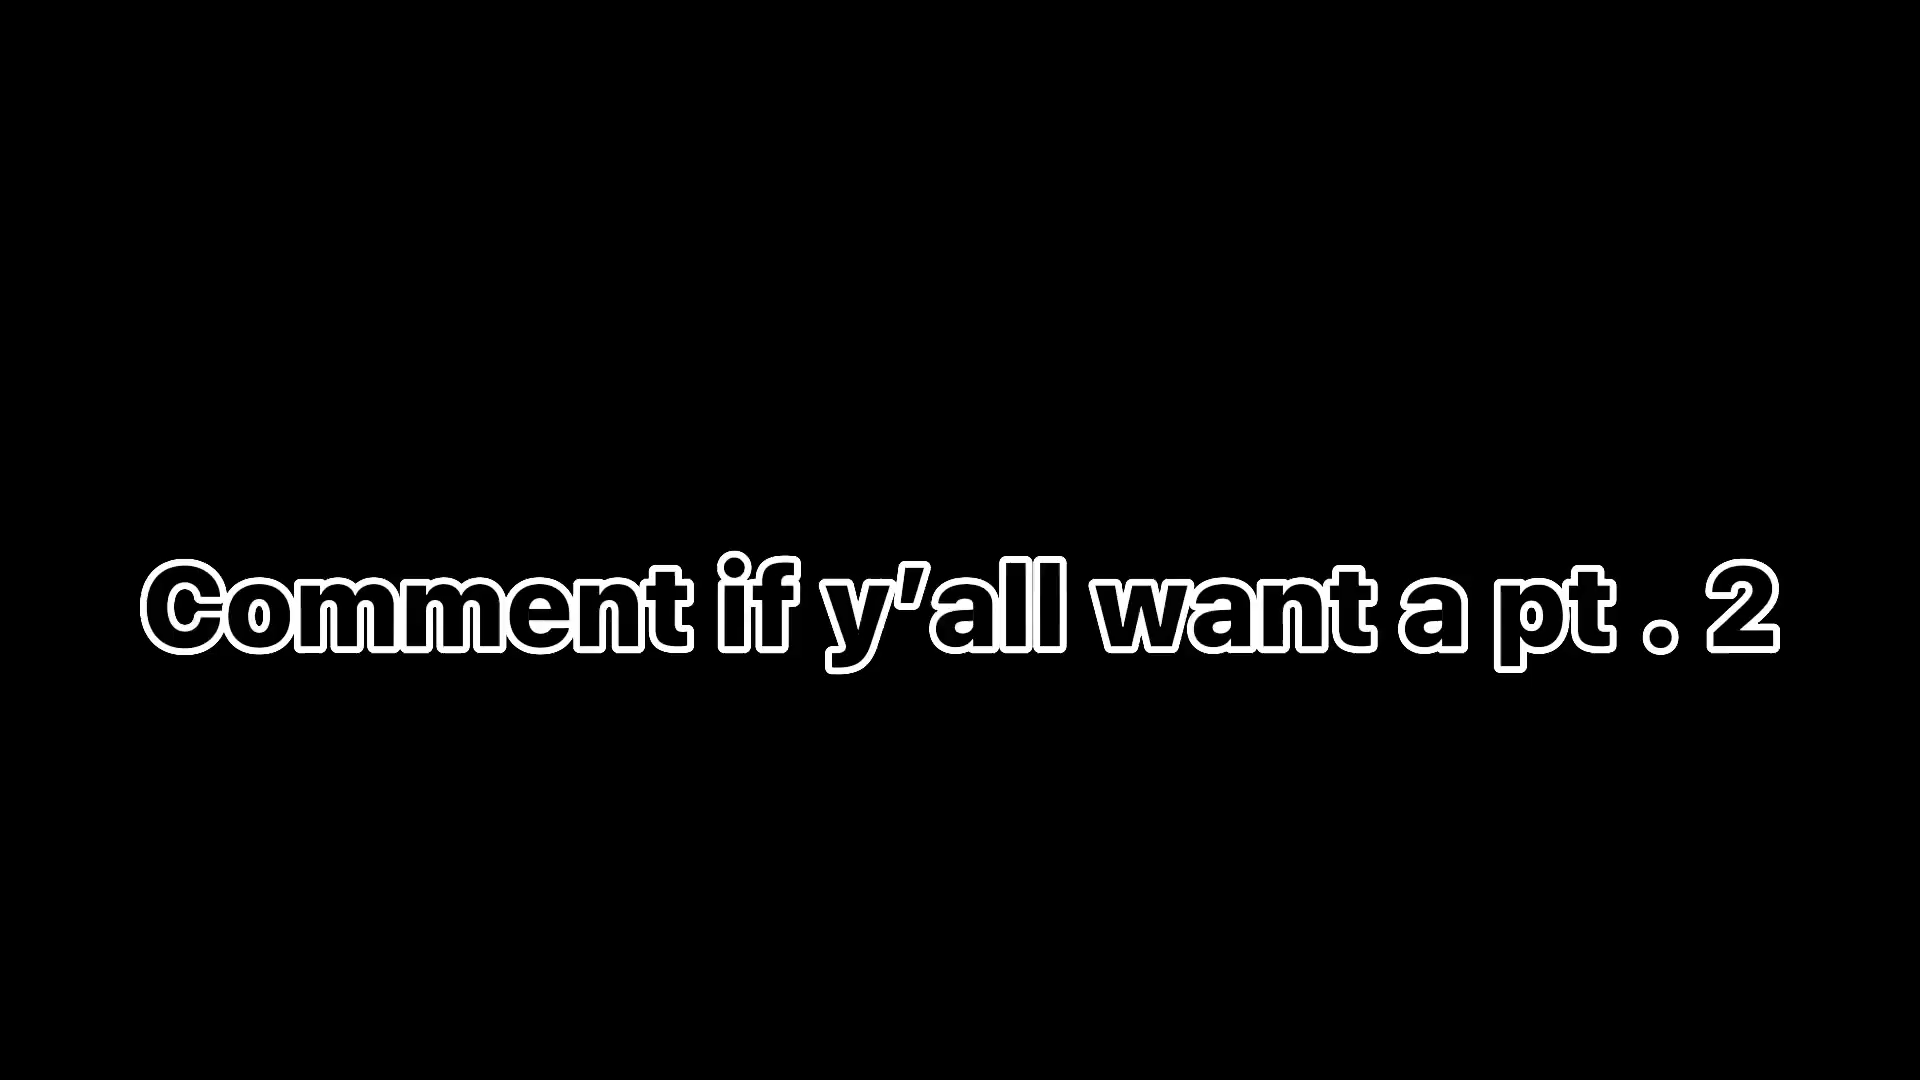 Comment if y’all want a pt . 2